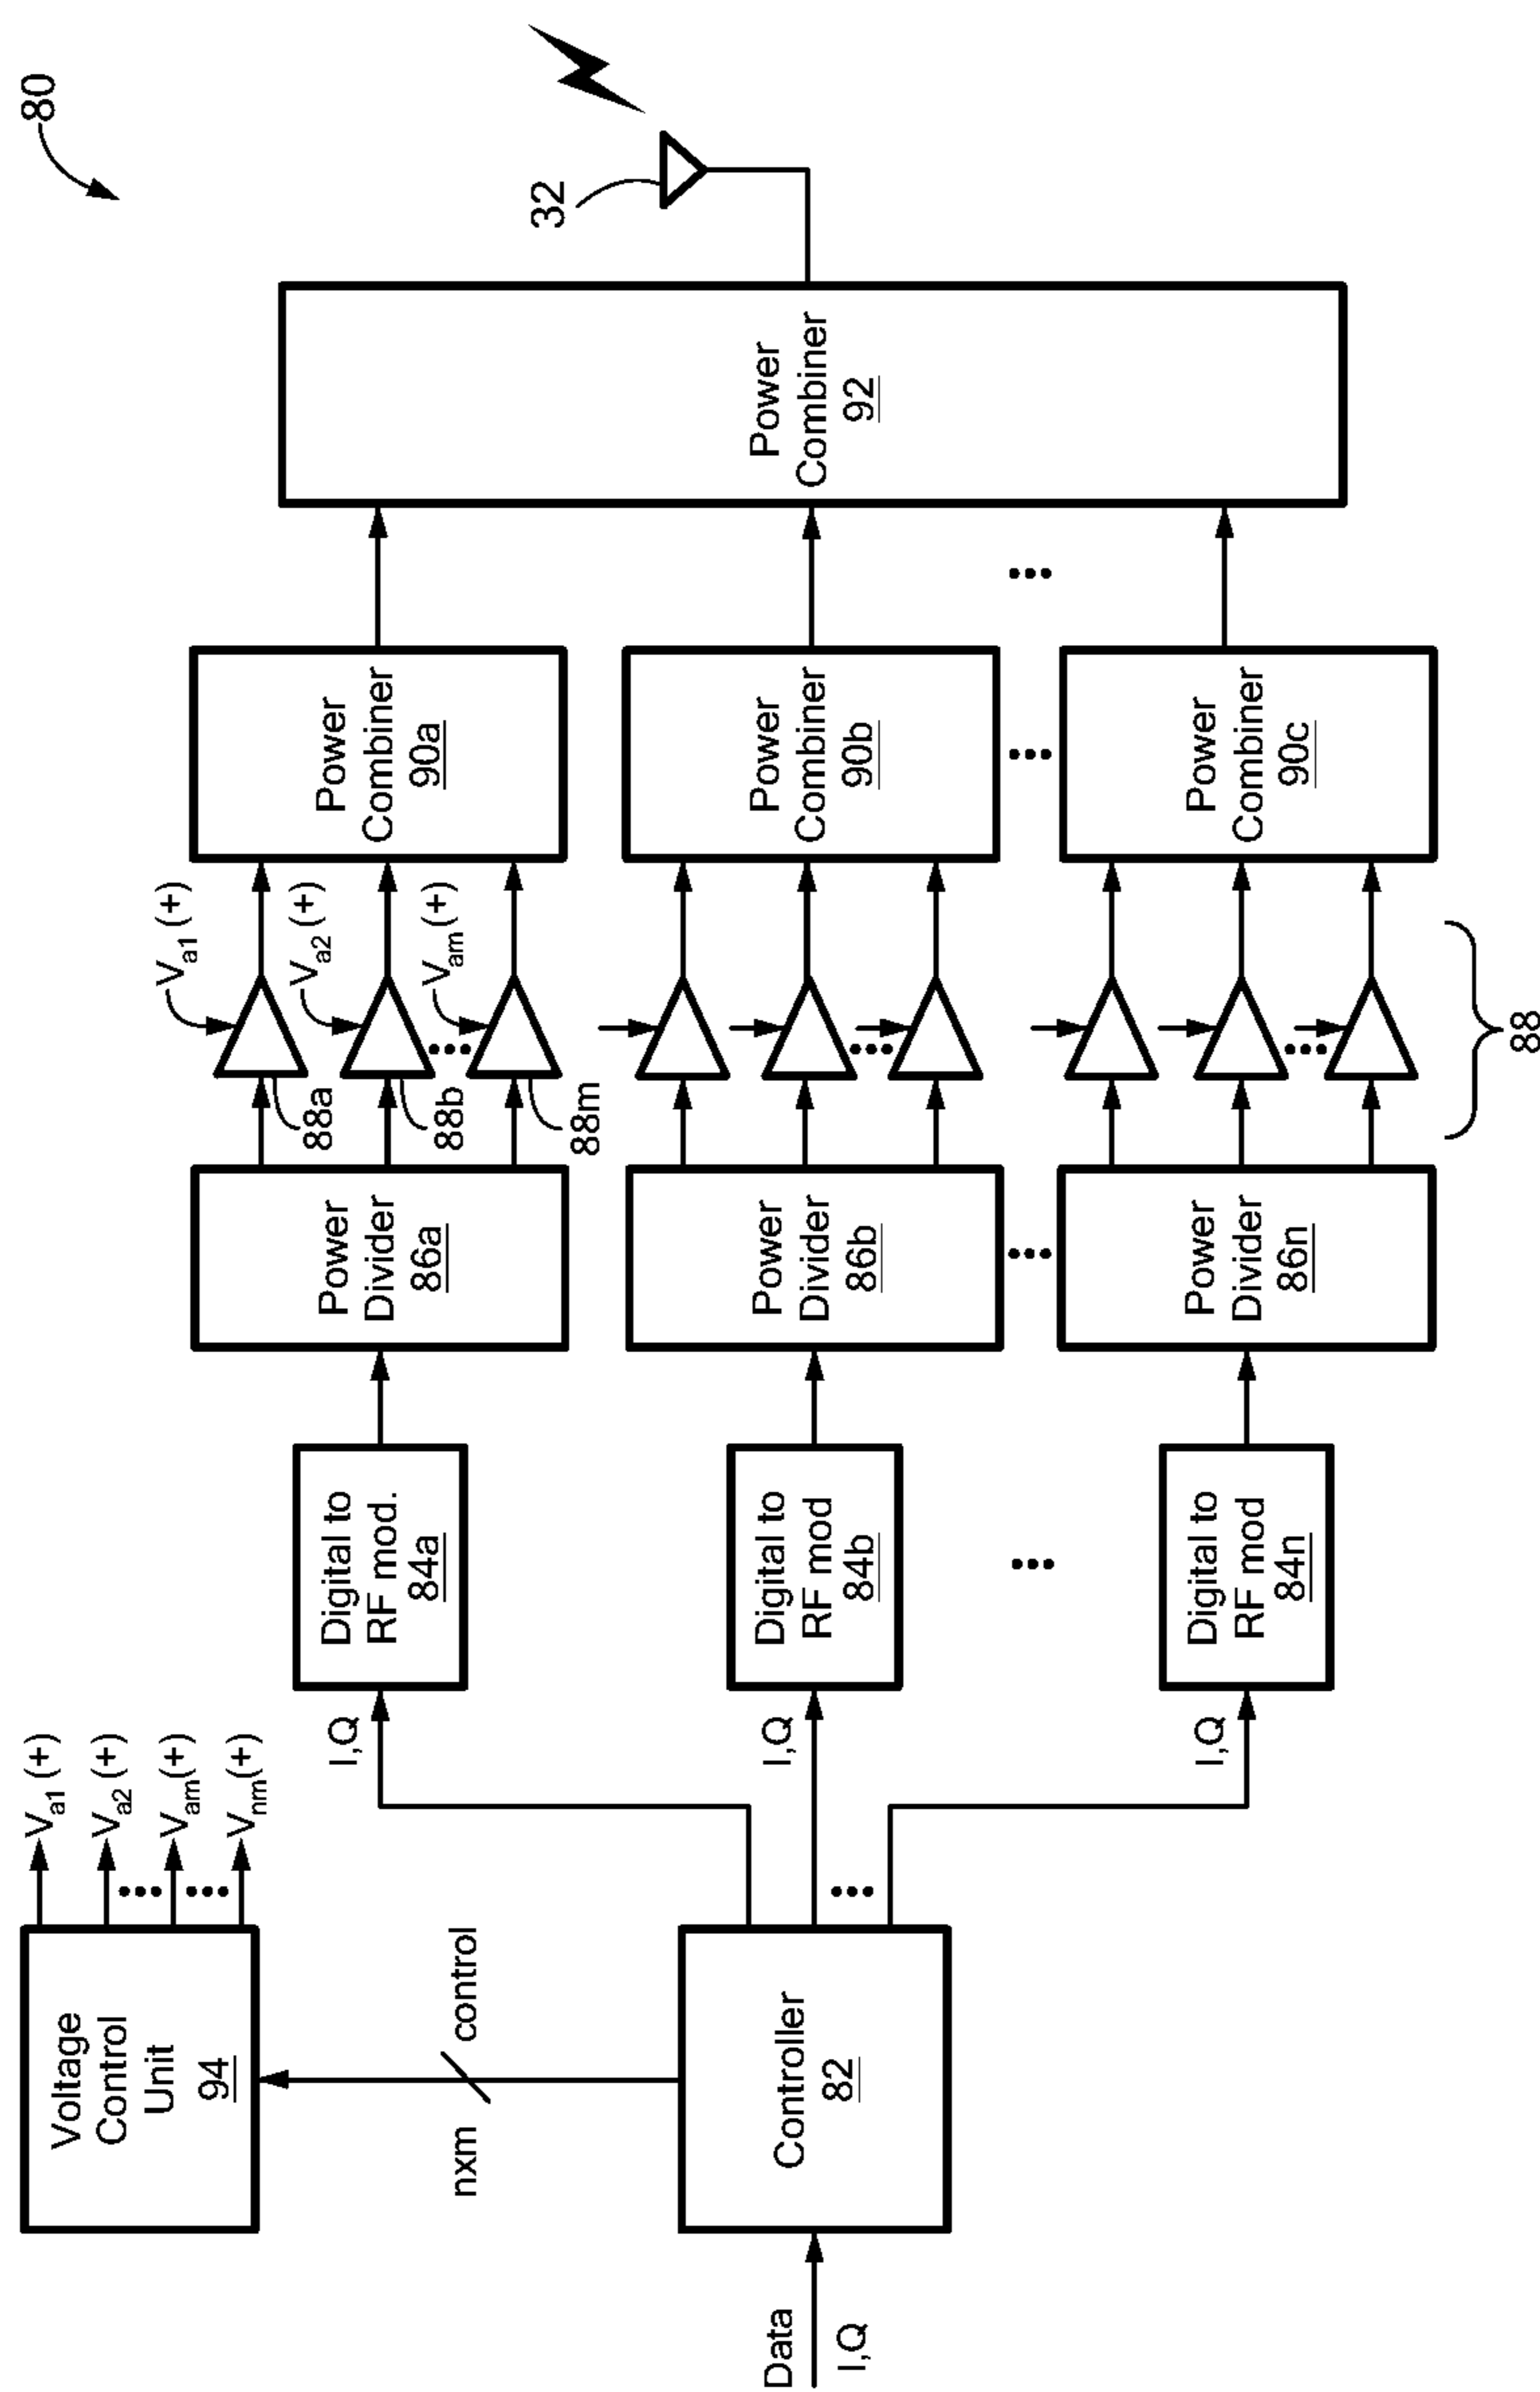 80
Voltage
Control
Unit
94
Va1 (+)
Va2 (+)
Vam (+)
Vnm (+)
nxm
control
Data
I,Q
Controller
82
I,Q
Digital to
RF mod.
84a
Power
Divider
86a
88a
88b
88m
Va1 (+)
Va2 (+)
Vam (+)
Power
Combiner
90a
I,Q
Digital to
RF mod
84b
Power
Divider
86b
Power
Combiner
90b
I,Q
Digital to
RF mod
84n
Power
Divider
86n
88
Power
Combiner
90c
Power
Combiner
92
32